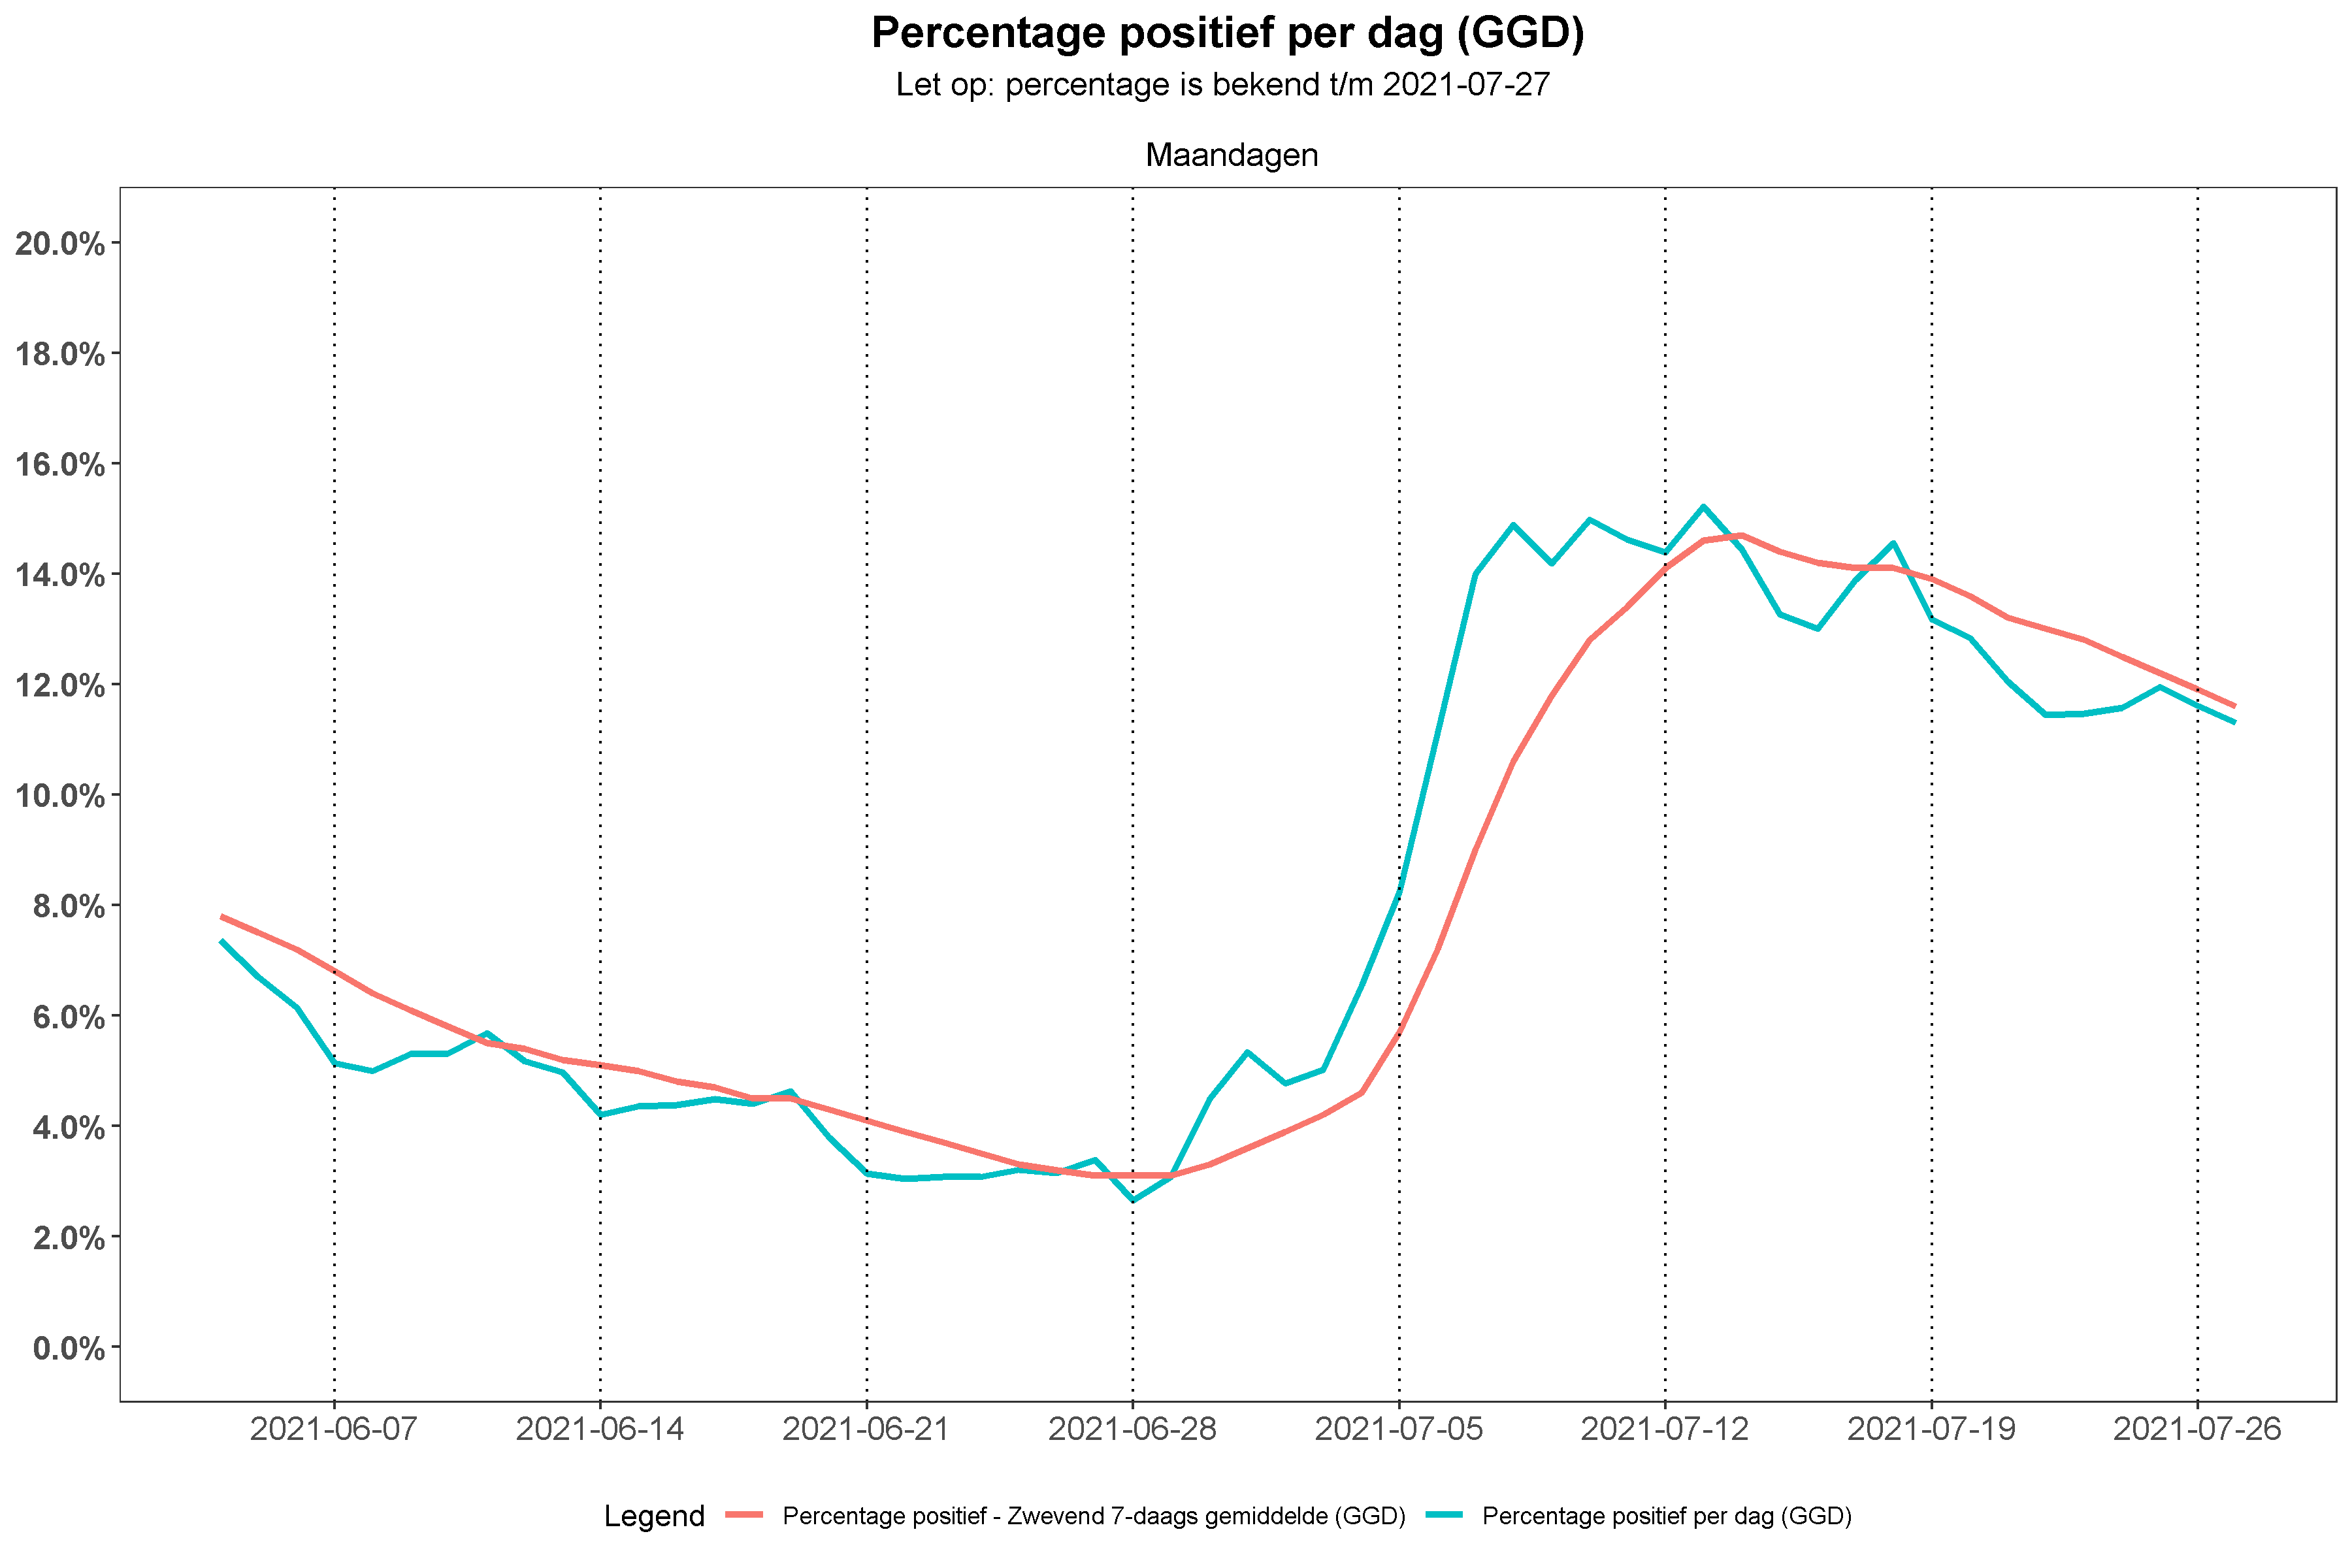 Percentage positief per dag (GGD)
Let op: percentage is bekend t/m 2021-07-27
Maandagen
20.0%
18.0%
16.0%
14.0%
12.0%
10.0%
8.0%
6.0%
4.0%
2.0%
0.0%
2021-06-07 2021-06-14 2021-06-21 2021-06-28 2021-07-05 2021-07-12 2021-07-19 2021-07-26
Legend Percentage positief - Zwevend 7-daags gemiddelde (GGD) Percentage positief per dag (GGD)